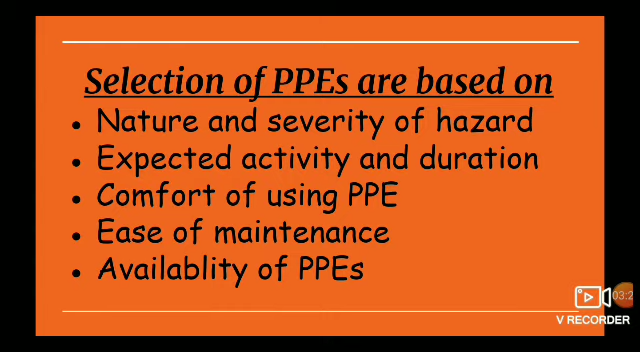 Selection of PPEs are based on
• Nature and severity of hazard
• Expected activity and duration
• Comfort of using PPE
• Ease of maintenance
• Availablity of PPEs
V RECORDER